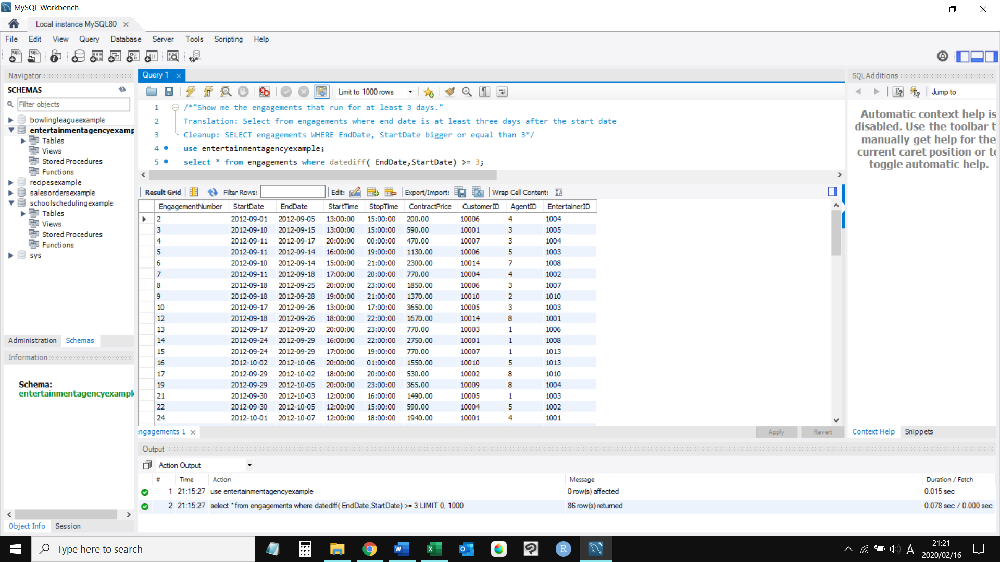 MySQL Workbench
Local instance MySQL80
File Edit View Query Database Server Tools Scripting Help
Navigator
SCHEMAS
Filter objects
bowlingleagueexample
entertainmentagencyexamp
Tables
Views
Stored Procedures
Functions
recipesexample
salesordersexample
schoolschedulingexample
Tables
Views
Stored Procedures
Functions
sys
Administration Schemas
Information
Schema:
entertainmentagencyexampl
Object Info Session
Query 1
Limit to 1000 rows
1 /*"Show me the engagements that run for at least 3 days."
2 Translation: Select from engagements where end date is at least three days after the start date
3 Cleanup: SELECT engagements WHERE EndDate, StartDate bigger or equal than 3*/
4 use entertainmentagencyexample;
5 select * from engagements where datediff( EndDate,StartDate) >= 3;
Result Grid Filter Rows: Edit: Export/Import: Wrap Cell Content:
EngagementNumber StartDate EndDate StartTime StopTime ContractPrice CustomerID AgentID EntertainerID
2 2012-09-01 2012-09-05 13:00:00 15:00:00 200.00 10006 4 1004
3 2012-09-10 2012-09-15 13:00:00 15:00:00 590.00 10001 3 1005
4 2012-09-11 2012-09-17 20:00:00 00:00:00 470.00 10007 3 1004
5 2012-09-11 2012-09-14 16:00:00 19:00:00 1130.00 10006 5 1003
6 2012-09-10 2012-09-14 15:00:00 21:00:00 2300.00 10014 7 1008
7 2012-09-11 2012-09-18 17:00:00 20:00:00 770.00 10004 4 1002
8 2012-09-18 2012-09-25 20:00:00 23:00:00 1850.00 10006 3 1007
9 2012-09-18 2012-09-28 19:00:00 21:00:00 1370.00 10010 2 1010
10 2012-09-17 2012-09-26 13:00:00 17:00:00 3650.00 10005 3 1003
12 2012-09-18 2012-09-26 18:00:00 22:00:00 1670.00 10014 8 1001
13 2012-09-17 2012-09-20 20:00:00 23:00:00 770.00 10003 1 1006
14 2012-09-24 2012-09-29 16:00:00 22:00:00 2750.00 10001 1 1008
15 2012-09-24 2012-09-29 17:00:00 19:00:00 770.00 10007 1 1013
16 2012-10-02 2012-10-06 20:00:00 01:00:00 1550.00 10010 5 1013
17 2012-09-29 2012-10-02 18:00:00 20:00:00 530.00 10002 8 1010
19 2012-09-29 2012-10-05 20:00:00 23:00:00 365.00 10009 8 1004
21 2012-09-30 2012-10-03 12:00:00 16:00:00 1490.00 10005 1 1003
22 2012-09-30 2012-10-05 12:00:00 15:00:00 590.00 10004 5 1002
24 2012-10-01 2012-10-07 12:00:00 18:00:00 1940.00 10001 4 1001
ngagements 1
Apply Revert
SQLAdditions
Jump to
Automatic context help is
disabled. Use the toolbar t
manually get help for the
current caret position or to
toggle automatic help.
Context Help Snippets
Output
Action Output
# Time Action Message Duration / Fetch
1 21:15:27 use entertainmentagencyexample 0 row(s) affected 0.015 sec
2 21:15:27 select * from engagements where datediff( EndDate,StartDate) >= 3 LIMIT 0, 1000 86 row(s) returned 0.078 sec / 0.000 sec
Type here to search
A
21:21
2020/02/16